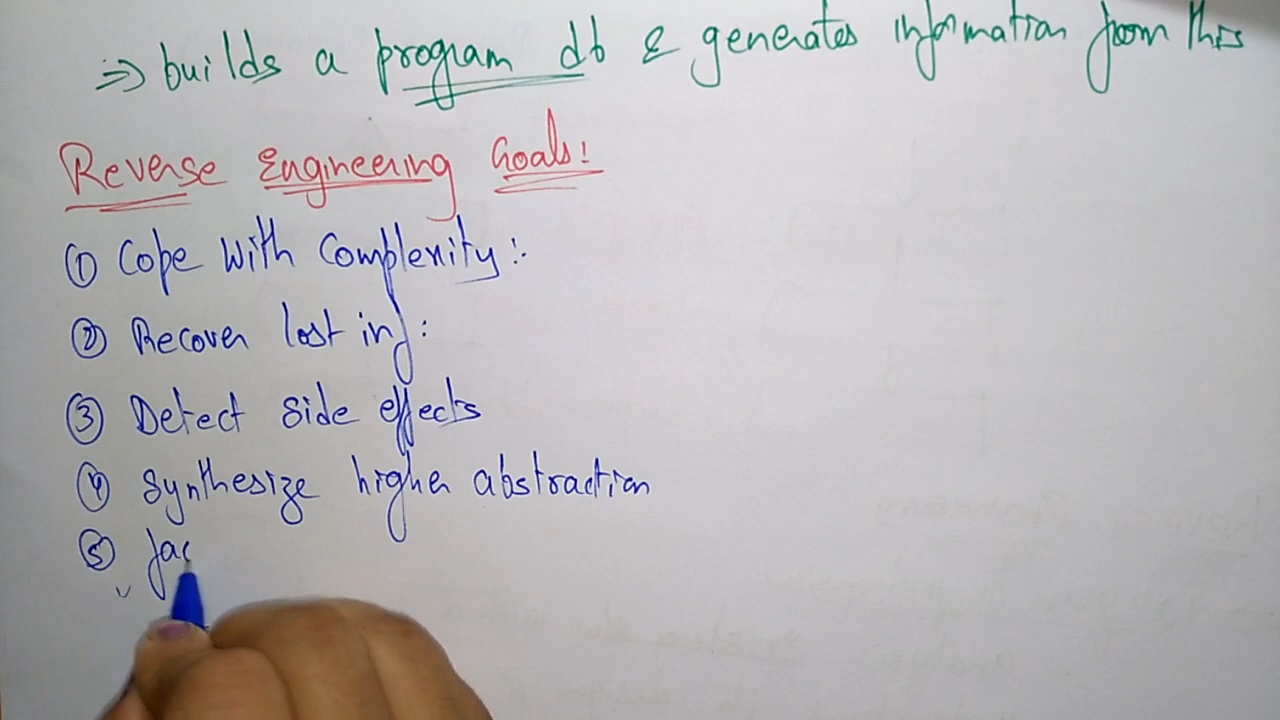 ⇒ builds a program db & generates information from this
Reverse Engineering Goals:
① Cope with Complexity :-
② Recover lost inf :
③ Detect side effects
④ Synthesize higher abstraction
⑤ fac